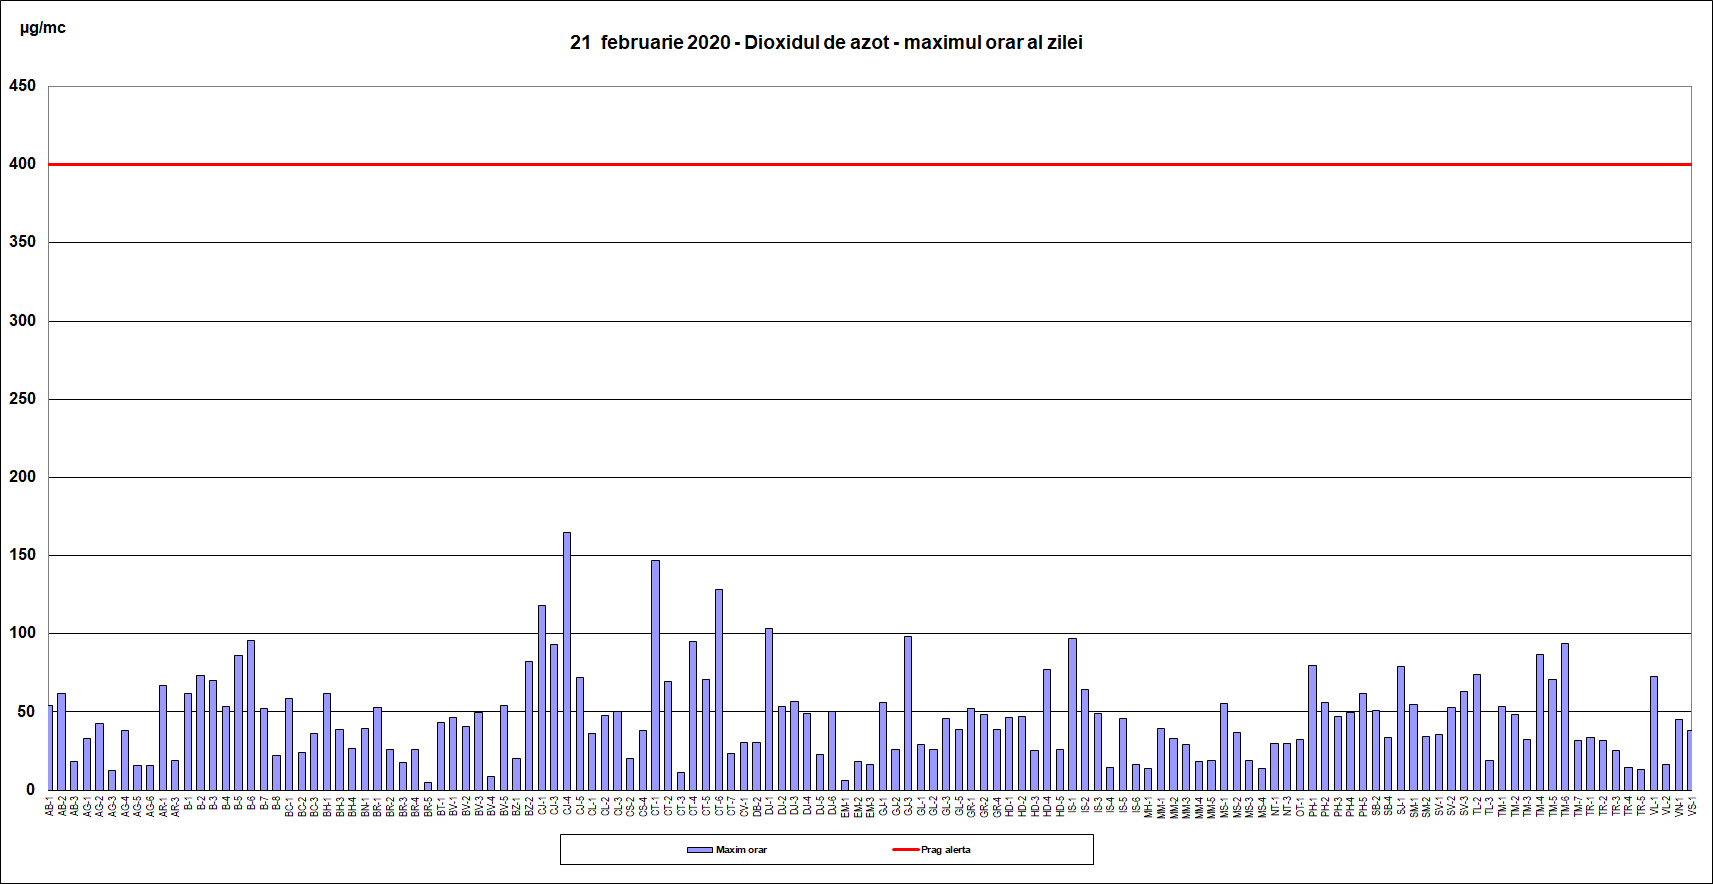 µg/mc
21 februarie 2020 - Dioxidul de azot - maximul orar al zilei
450
400
350
300
250
200
150
100
50
0
AB-1 AB-2 AB-3 AG-1 AG-2 AG-3 AG-4 AG-5 AG-6 AR-1 AR-3 B-1 B-2 B-3 B-4 B-5 B-6 B-7 B-8 BC-1 BC-2 BC-3 BH-1 BH-3 BH-4 BN-1 BR-1 BR-2 BR-3 BR-4 BR-5 BT-1 BV-1 BV-2 BV-3 BV-4 BV-5 BZ-1 BZ-2 CJ-1 CJ-3 CJ-4 CJ-5 CL-1 CL-2 CL-3 CS-2 CS-4 CT-1 CT-2 CT-3 CT-4 CT-5 CT-6 CT-7 CV-1 DB-2 DJ-1 DJ-2 DJ-3 DJ-4 DJ-5 DJ-6 EM-1 EM-2 EM-3 GJ-1 GJ-2 GJ-3 GL-1 GL-2 GL-3 GL-5 GR-1 GR-2 GR-4 HD-1 HD-2 HD-3 HD-4 HD-5 IS-1 IS-2 IS-3 IS-4 IS-5 IS-6 MH-1 MM-1 MM-2 MM-3 MM-4 MM-5 MS-1 MS-2 MS-3 MS-4 NT-1 NT-3 OT-1 PH-1 PH-2 PH-3 PH-4 PH-5 SB-2 SB-4 SJ-1 SM-1 SM-2 SV-1 SV-2 SV-3 TL-2 TL-3 TM-1 TM-2 TM-3 TM-4 TM-5 TM-6 TM-7 TR-1 TR-2 TR-3 TR-4 TR-5 VL-1 VL-2 VN-1 VS-1
Maxim orar Prag alerta